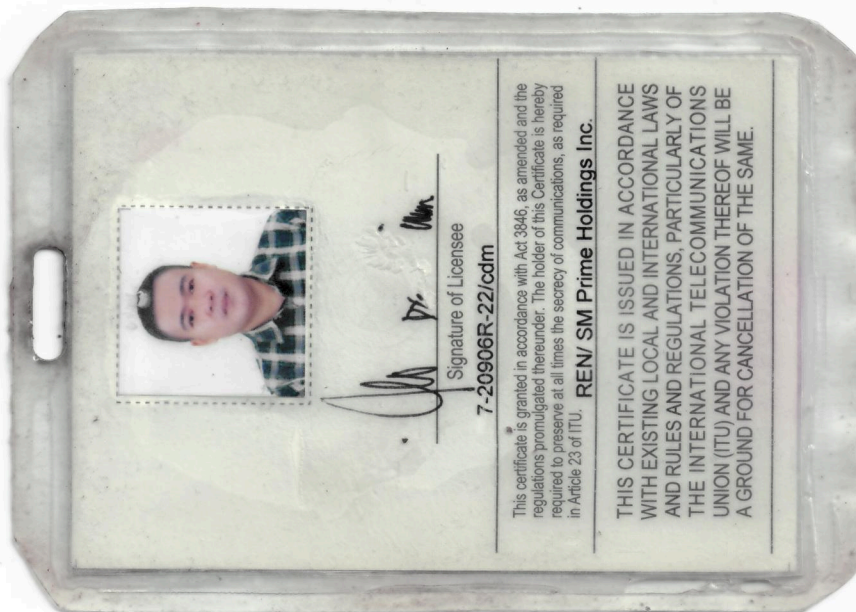 Signature of Licensee
7-20906R-22/cdm
This certificate is granted in accordance with Act 3846, as amended and the
regulations promulgated thereunder. The holder of this Certificate is hereby
required to preserve at all times the secrecy of communications, as required
in Article 23 of ITU. REN/ SM Prime Holdings Inc.
THIS CERTIFICATE IS ISSUED IN ACCORDANCE
WITH EXISTING LOCAL AND INTERNATIONAL LAWS
AND RULES AND REGULATIONS, PARTICULARLY OF
THE INTERNATIONAL TELECOMMUNICATIONS
UNION (ITU) AND ANY VIOLATION THEREOF WILL BE
A GROUND FOR CANCELLATION OF THE SAME.